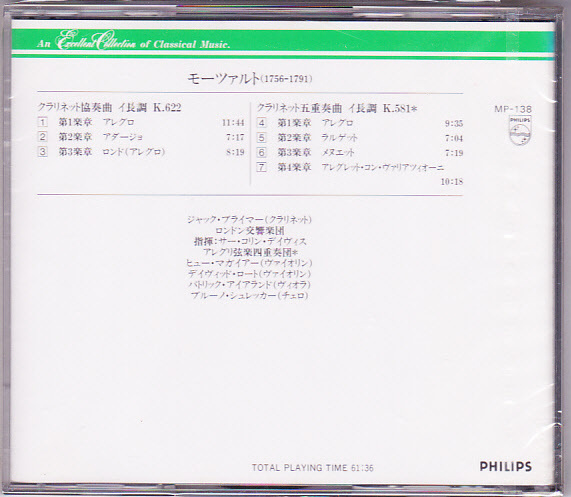 An Excellent Collection of Classical Music.
モーツァルト(1756-1791)
クラリネット協奏曲 イ長調 K.622
1 第1楽章 アレグロ 11:44
2 第2楽章 アダージョ 7:17
3 第3楽章 ロンド(アレグロ) 8:19
クラリネット五重奏曲 イ長調 K.581*
4 第1楽章 アレグロ 9:35
5 第2楽章 ラルゲット 7:04
6 第3楽章 メヌエット 7:19
7 第4楽章 アレグレット・コン・ヴァリアツィオーニ
10:18
MP-138
PHILIPS
ジャック・ブライマー(クラリネット)
ロンドン交響楽団
指揮:サー・コリン・デイヴィス
アレグリ弦楽四重奏団*
ヒュー・マガイアー(ヴァイオリン)
デイヴィッド・ロート(ヴァイオリン)
パトリック・アイアランド(ヴィオラ)
ブルーノ・シュレッカー(チェロ)
TOTAL PLAYING TIME 61:36
PHILIPS